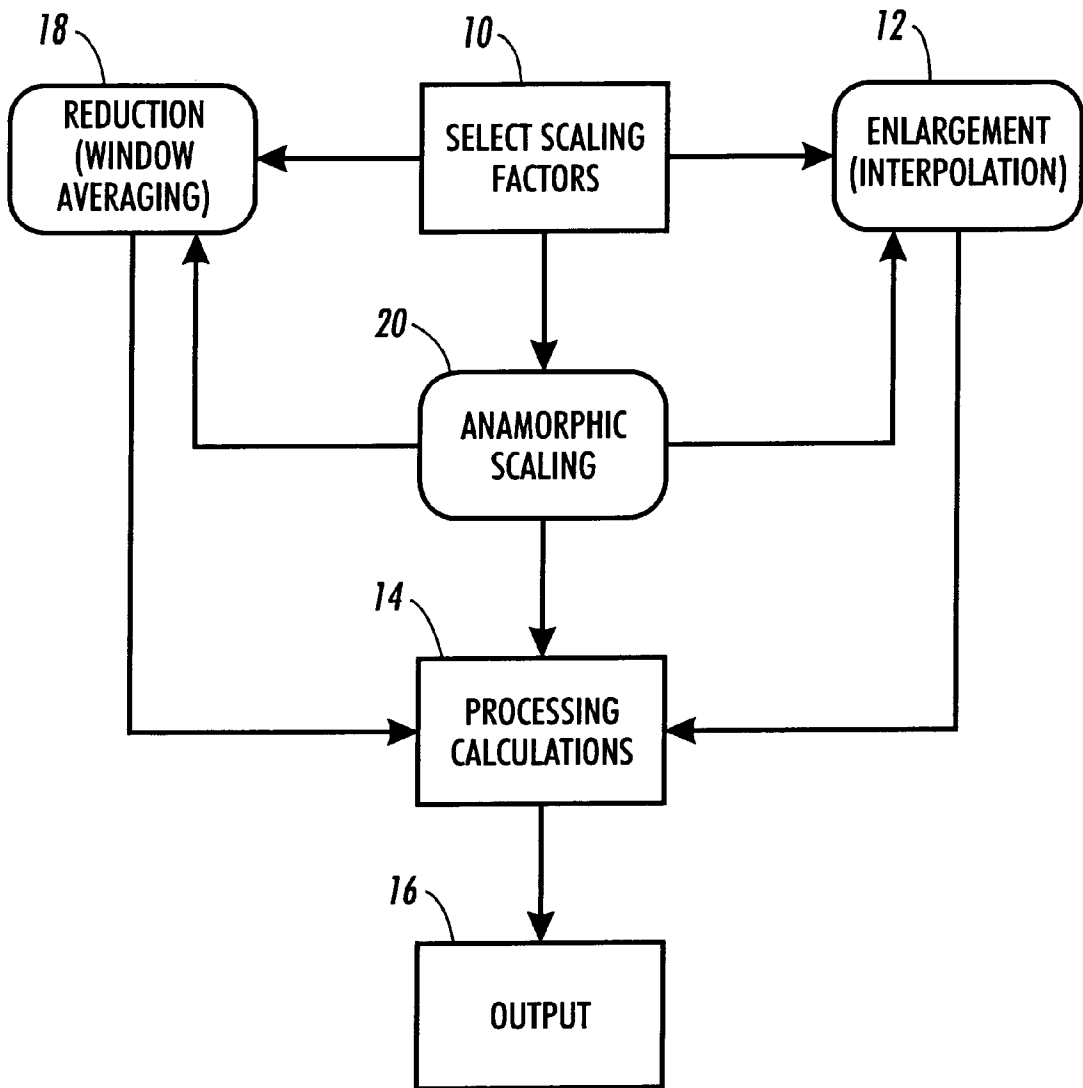 18
10
12
REDUCTION
(WINDOW
AVERAGING)
SELECT SCALING
FACTORS
ENLARGEMENT
(INTERPOLATION)
20
ANAMORPHIC
SCALING
14
PROCESSING
CALCULATIONS
16
OUTPUT